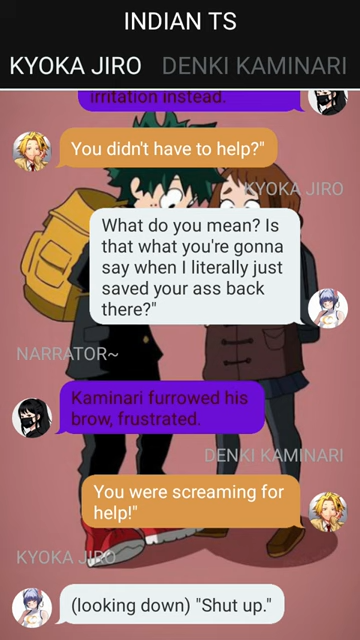 INDIAN TS
KYOKA JIRO DENKI KAMINARI
irritation instead.
You didn't have to help?"
KYOKA JIRO
What do you mean? Is
that what you're gonna
say when I literally just
saved your ass back
there?"
NARRATOR~
Kaminari furrowed his
brow, frustrated.
DENKI KAMINARI
You were screaming for
help!"
KYOKA JIRO
(looking down) "Shut up."